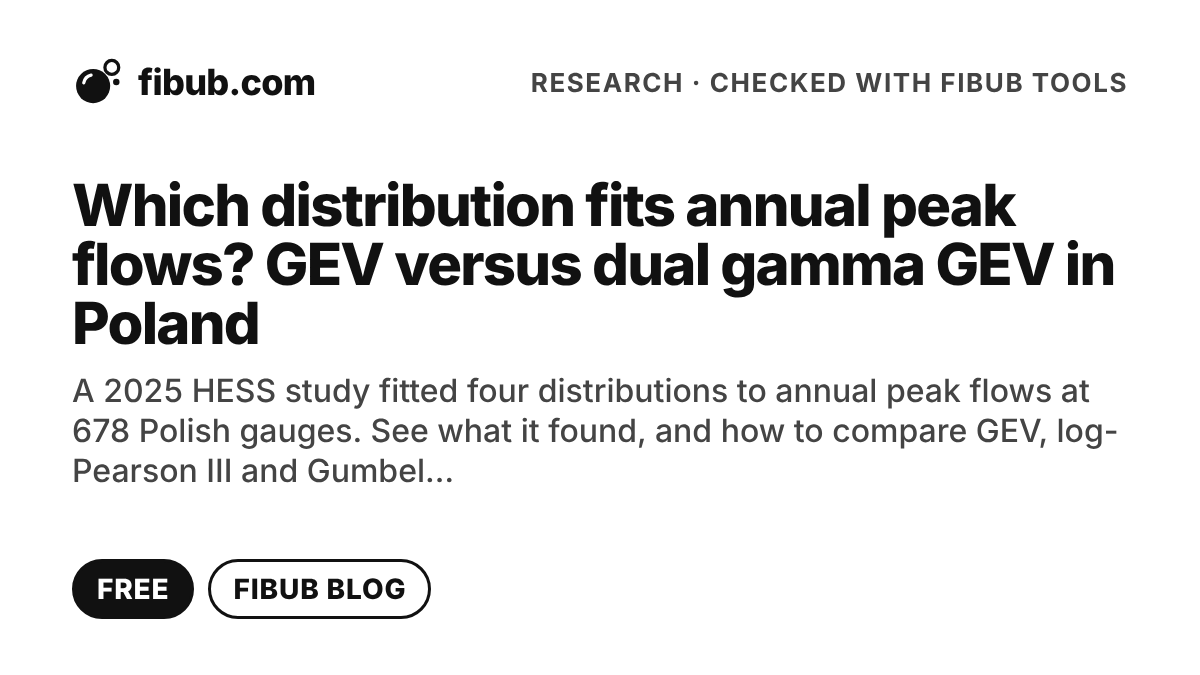 fibub.com
RESEARCH · CHECKED WITH FIBUB TOOLS
Which distribution fits annual peak
flows? GEV versus dual gamma GEV in
Poland
A 2025 HESS study fitted four distributions to annual peak flows at
678 Polish gauges. See what it found, and how to compare GEV, log-
Pearson III and Gumbel...
FREE
FIBUB BLOG